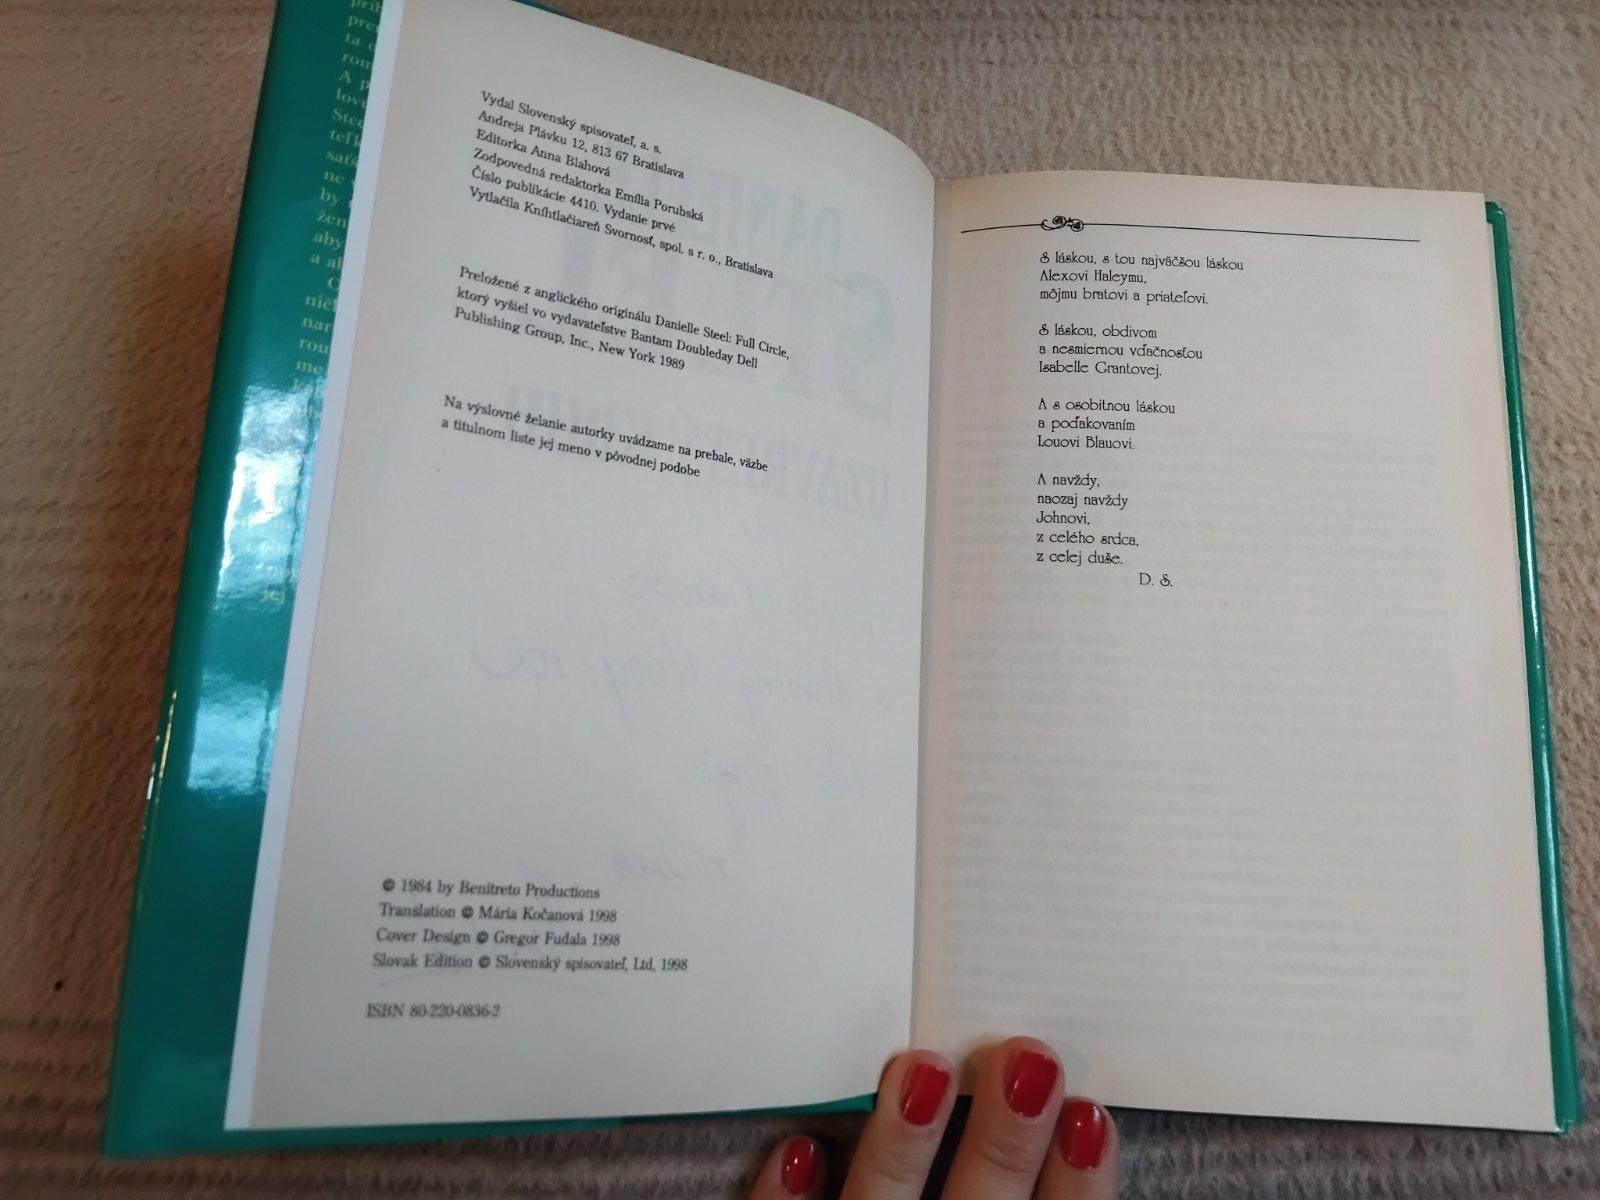 Vydal Slovenský spisovateľ, a. s.
Andreja Plávku 12, 813 67 Bratislava
Editorka Anna Blahová
Zodpovedná redaktorka Emília Porubská
Číslo publikácie 4410. Vydanie prvé
Vytlačila Kníhtlačiareň Svornosť, spol. s r. o., Bratislava
Preložené z anglického originálu Danielle Steel: Full Circle,
ktorý vyšiel vo vydavateľstve Bantam Doubleday Dell
Publishing Group, Inc., New York 1989
Na výslovné želanie autorky uvádzame na prebale, väzbe
a titulnom liste jej meno v pôvodnej podobe
© 1984 by Benitreto Productions
Translation © Mária Kočanová 1998
Cover Design © Gregor Fudala 1998
Slovak Edition © Slovenský spisovateľ, Ltd, 1998
ISBN 80-220-0836-2
S láskou, s tou najväčšou láskou
Alexovi Haleymu,
môjmu bratovi a priateľovi.
S láskou, obdivom
a nesmiernou vďačnosťou
Isabelle Grantovej.
A s osobitnou láskou
a poďakovaním
Louovi Blauovi.
A navždy,
naozaj navždy
Johnovi,
z celého srdca,
z celej duše.
D. S.